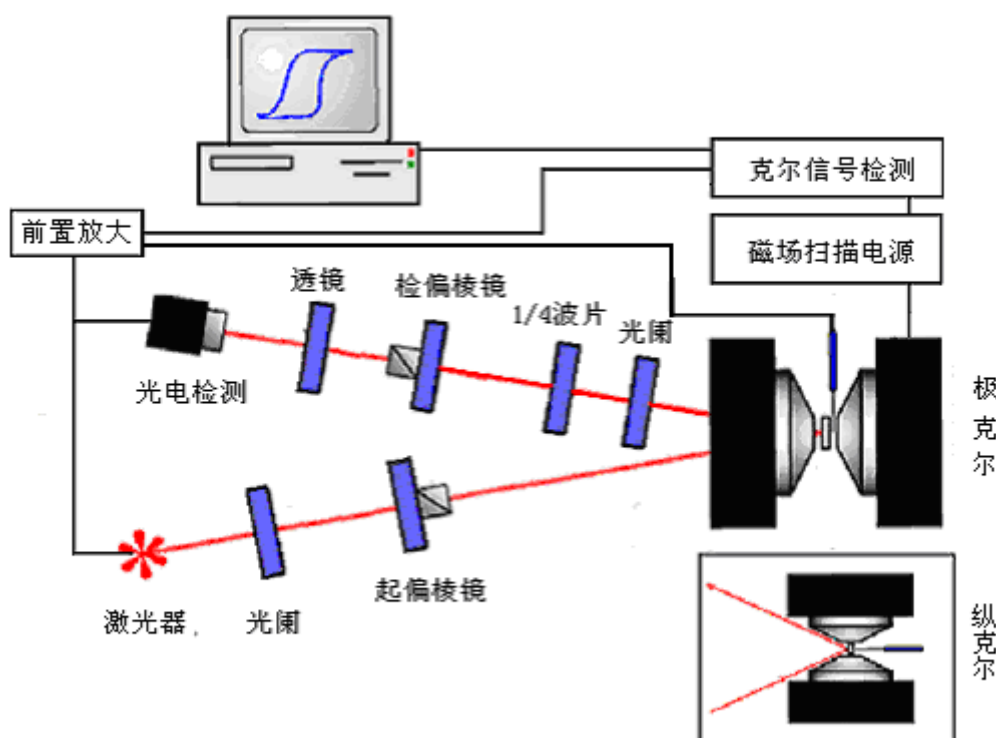 克尔信号检测
前置放大
磁场扫描电源
透镜
检偏棱镜
1/4波片
光阑
光电检测
极克尔
激光器.
光阑
起偏棱镜
纵克尔